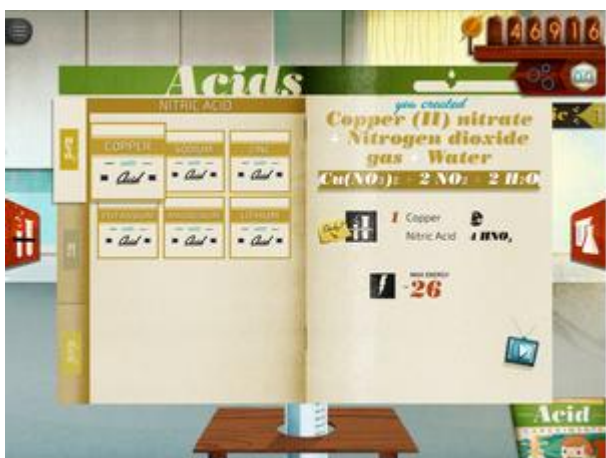 46916
Acids
NITRIC ACID
COPPER
Acid
SODIUM
Acid
ZINC
Acid
POTASSIUM
Acid
Acid
LITHIUM
Acid
you created
Copper (II) nitrate
+ Nitrogen dioxide
gas + Water
Cu(NO₃)₂ + 2 NO₂ + 2 H₂O
1 Copper
Nitric Acid 4 HNO₃
MAX ENERGY
-26
Acid
EXPERIMENTS